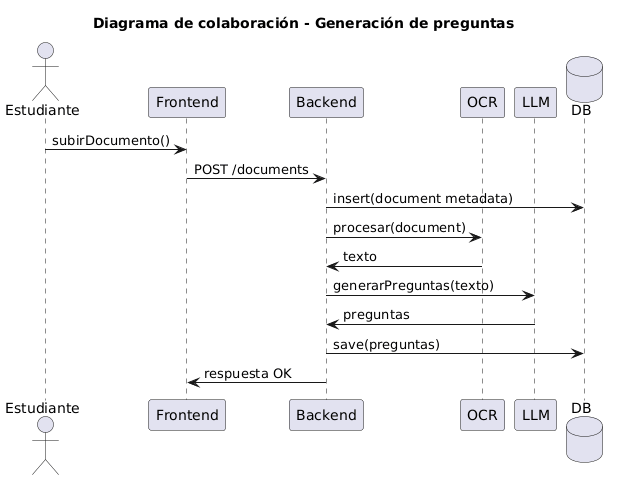 Diagrama de colaboración - Generación de preguntas
Estudiante
Frontend
Backend
OCR
LLM
DB
subirDocumento()
POST /documents
insert(document metadata)
procesar(document)
texto
generarPreguntas(texto)
preguntas
save(preguntas)
respuesta OK
Estudiante
Frontend
Backend
OCR
LLM
DB